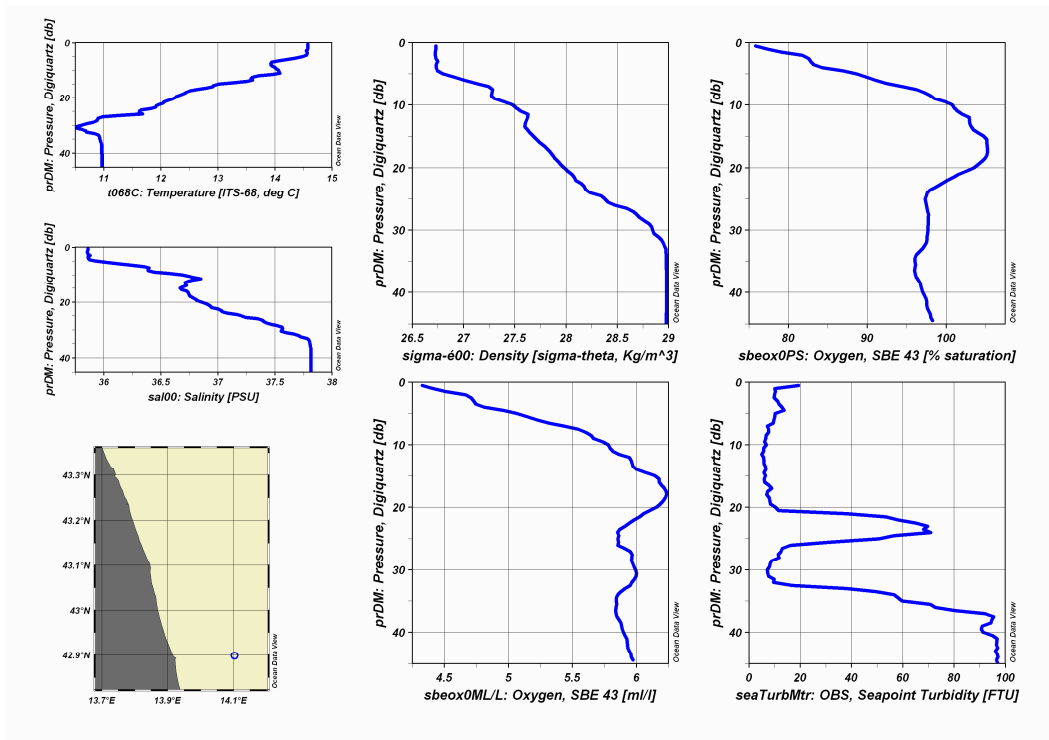 prDM: Pressure, Digiquartz [db]
0
20
40
11
12
13
14
15
t068C: Temperature [ITS-68, deg C]
Ocean Data View
prDM: Pressure, Digiquartz [db]
0
20
40
36
36.5
37
37.5
38
sal00: Salinity [PSU]
Ocean Data View
43.3°N
43.2°N
43.1°N
43°N
42.9°N
13.7°E
13.9°E
14.1°E
Ocean Data View
prDM: Pressure, Digiquartz [db]
0
10
20
30
40
26.5
27
27.5
28
28.5
29
sigma-é00: Density [sigma-theta, Kg/m^3]
Ocean Data View
prDM: Pressure, Digiquartz [db]
0
10
20
30
40
80
90
100
sbeox0PS: Oxygen, SBE 43 [% saturation]
Ocean Data View
prDM: Pressure, Digiquartz [db]
0
10
20
30
40
4.5
5
5.5
6
sbeox0ML/L: Oxygen, SBE 43 [ml/l]
Ocean Data View
prDM: Pressure, Digiquartz [db]
0
10
20
30
40
0
20
40
60
80
100
seaTurbMtr: OBS, Seapoint Turbidity [FTU]
Ocean Data View